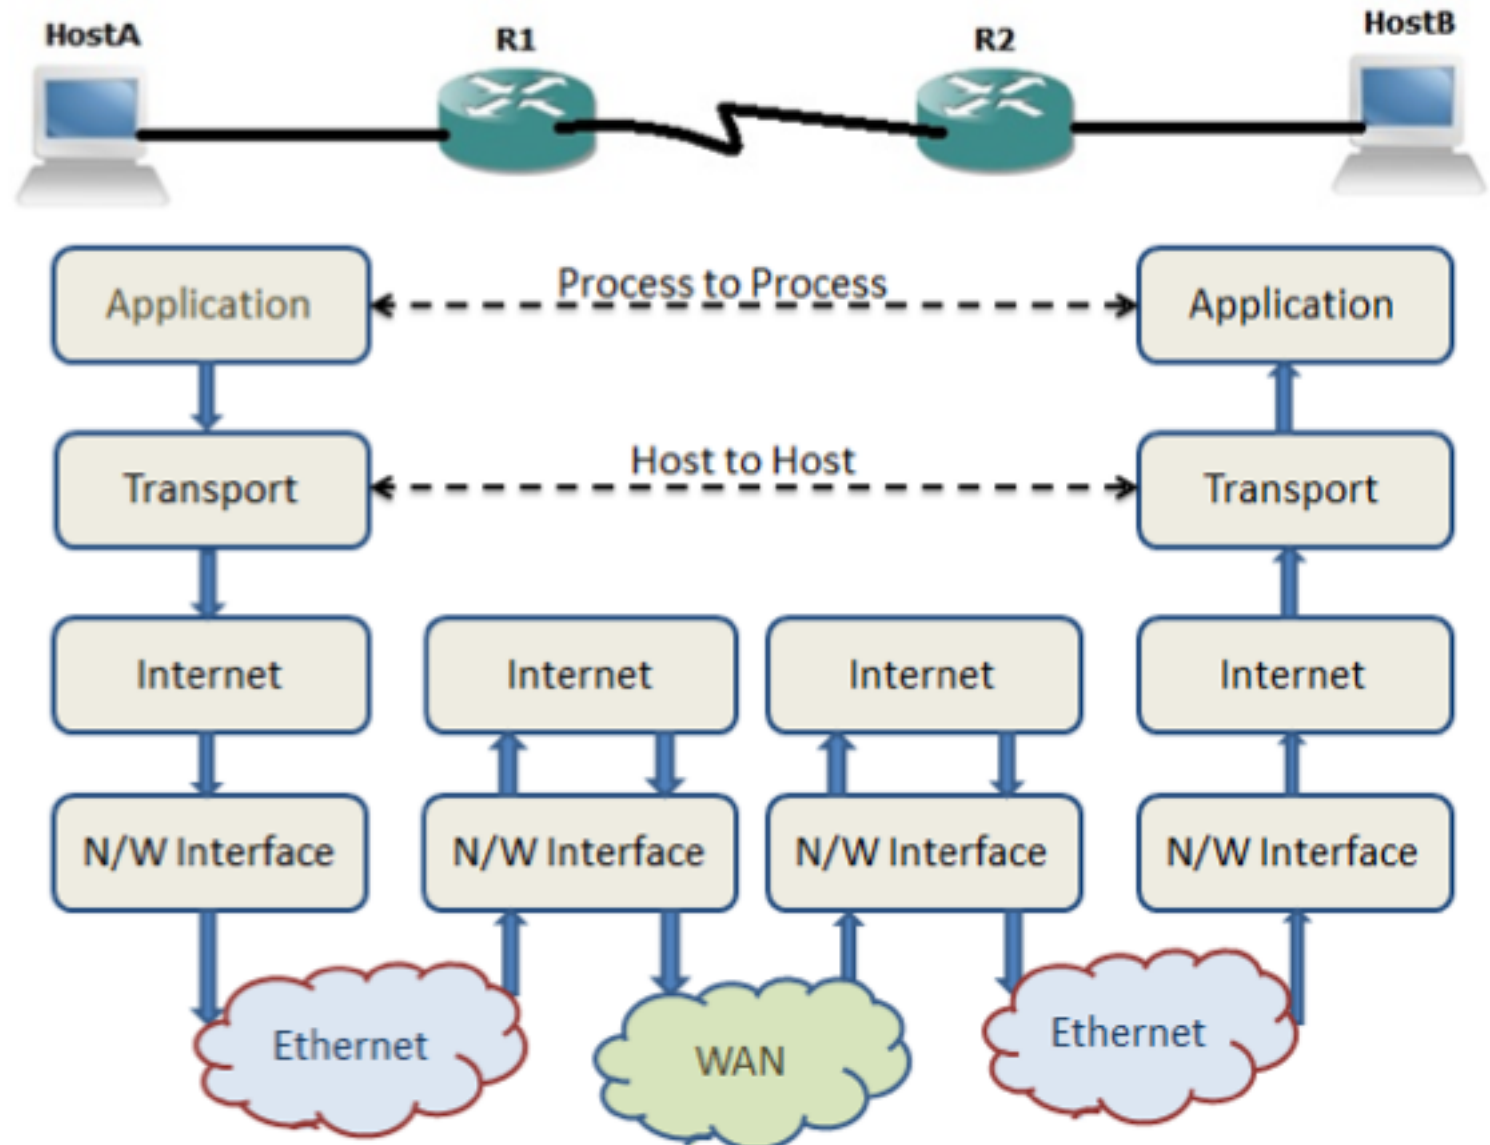 HostA
R1
R2
HostB
Application
Process to Process
Application
Transport
Host to Host
Transport
Internet
Internet
Internet
Internet
N/W Interface
N/W Interface
N/W Interface
N/W Interface
Ethernet
WAN
Ethernet